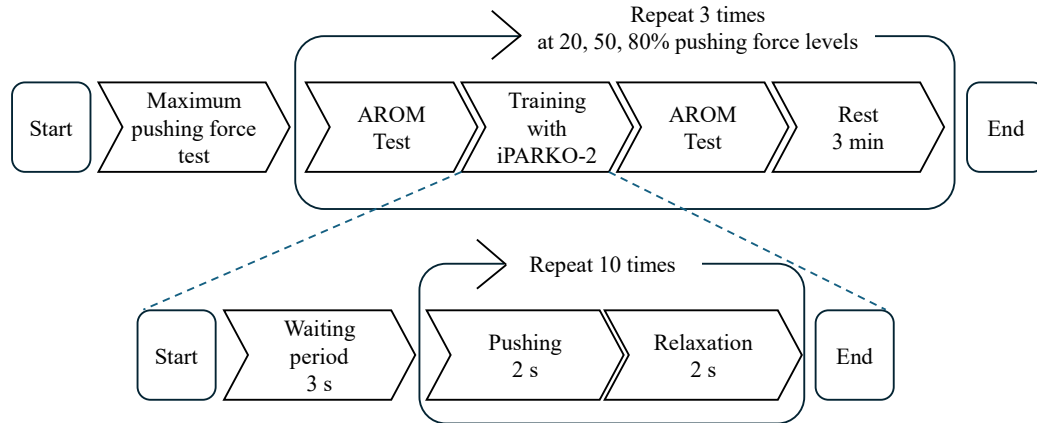 Repeat 3 times
at 20, 50, 80% pushing force levels
Start
Maximum
pushing force
test
AROM
Test
Training
with
iPARKO-2
AROM
Test
Rest
3 min
End
Repeat 10 times
Start
Waiting
period
3 s
Pushing
2 s
Relaxation
2 s
End